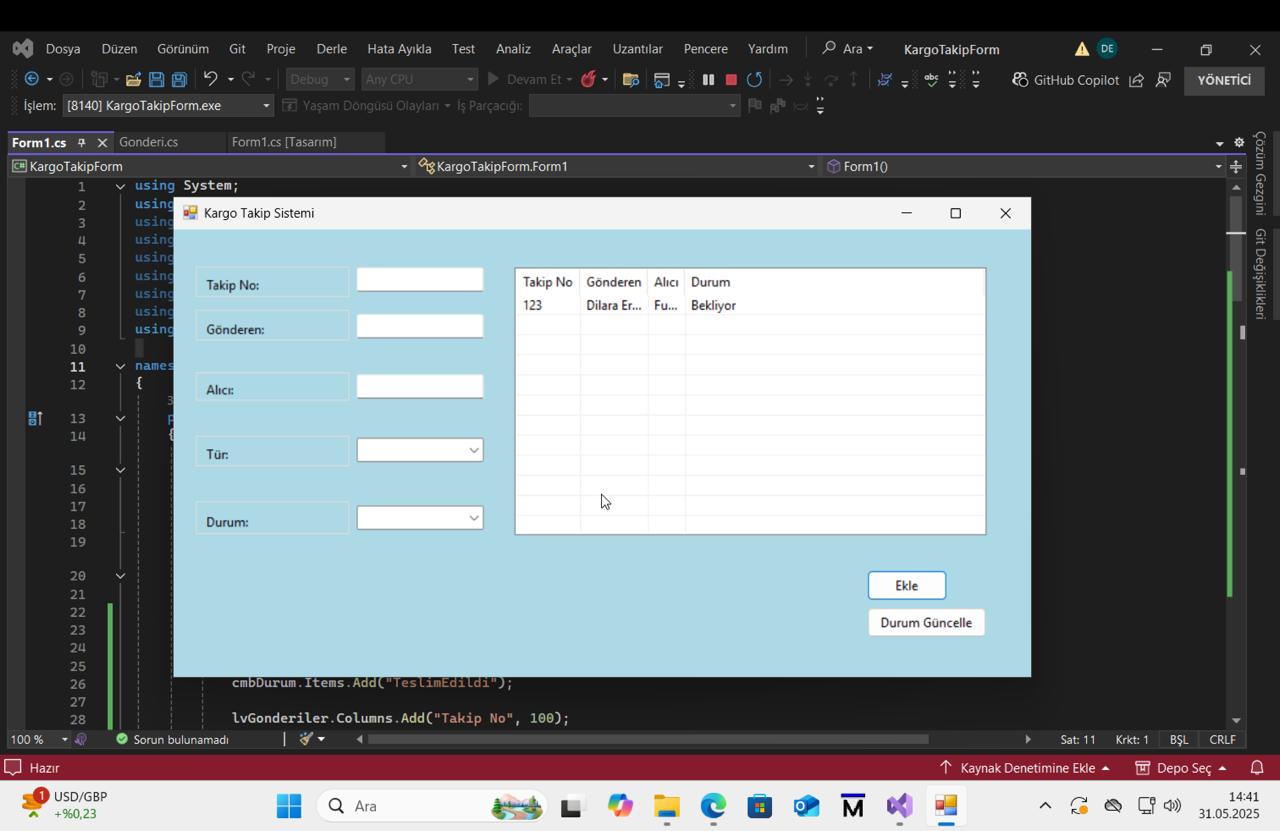 Dosya Düzen Görünüm Git Proje Derle Hata Ayıkla Test Analiz Araçlar Uzantılar Pencere Yardım Ara KargoTakipForm DE
Debug Any CPU Devam Et GitHub Copilot YÖNETİCİ
İşlem: [8140] KargoTakipForm.exe Yaşam Döngüsü Olayları İş Parçacığı:
Form1.cs Gonderi.cs Form1.cs [Tasarım]
KargoTakipForm KargoTakipForm.Form1 Form1()
Çözüm Gezgini
Git Değişiklikleri
1 using System;
2 using
3 using
4 using
5 using
6 using
7 using
8 using
9 using
10
11 names
12 {
3
13 p
14 {
15
16
17
18
19
20
21
22
23
24
25
26 cmbDurum.Items.Add("TeslimEdildi");
27
28 lvGonderiler.Columns.Add("Takip No", 100);
Kargo Takip Sistemi
Takip No:
Gönderen:
Alıcı:
Tür:
Durum:
Takip No Gönderen Alıcı Durum
123 Dilara Er... Fu... Bekliyor
Ekle
Durum Güncelle
100 % Sorun bulunamadı Sat: 11 Krkt: 1 BŞL CRLF
Hazır Kaynak Denetimine Ekle Depo Seç
1 USD/GBP
+%0,23
Ara
14:41
31.05.2025